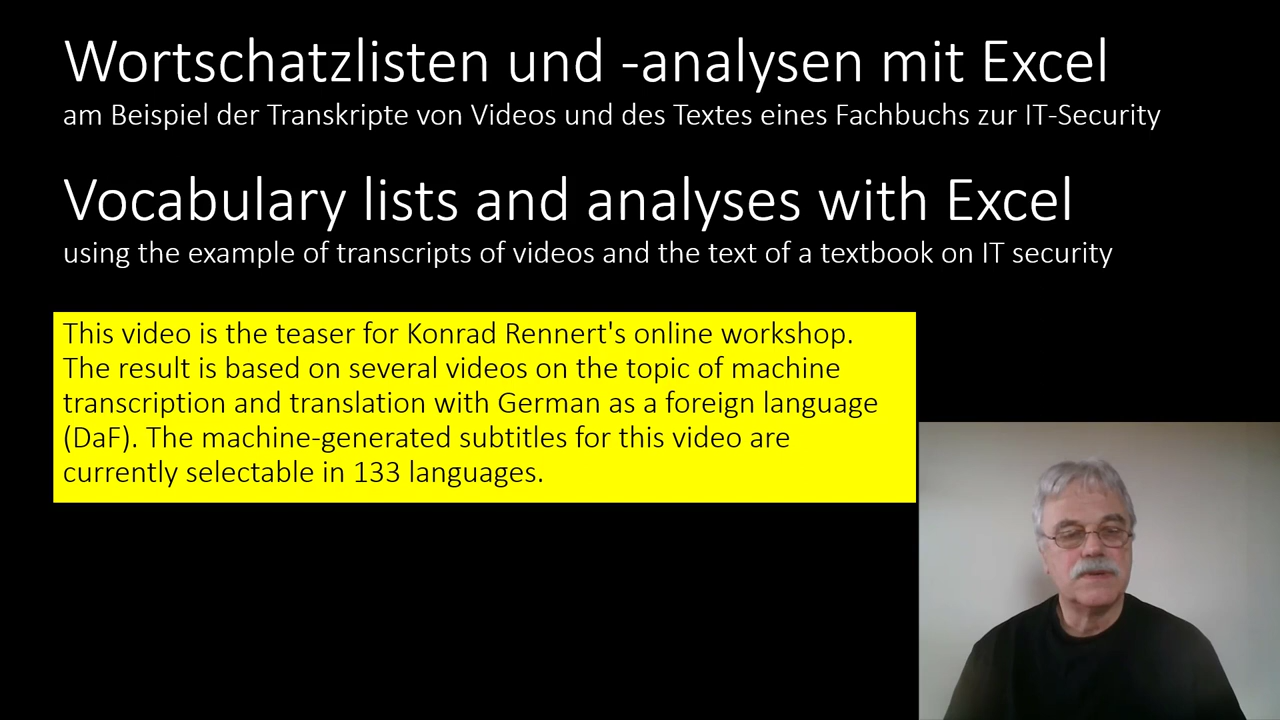 Wortschatzlisten und -analysen mit Excel
am Beispiel der Transkripte von Videos und des Textes eines Fachbuchs zur IT-Security
Vocabulary lists and analyses with Excel
using the example of transcripts of videos and the text of a textbook on IT security
This video is the teaser for Konrad Rennert's online workshop.
The result is based on several videos on the topic of machine
transcription and translation with German as a foreign language
(DaF). The machine-generated subtitles for this video are
currently selectable in 133 languages.